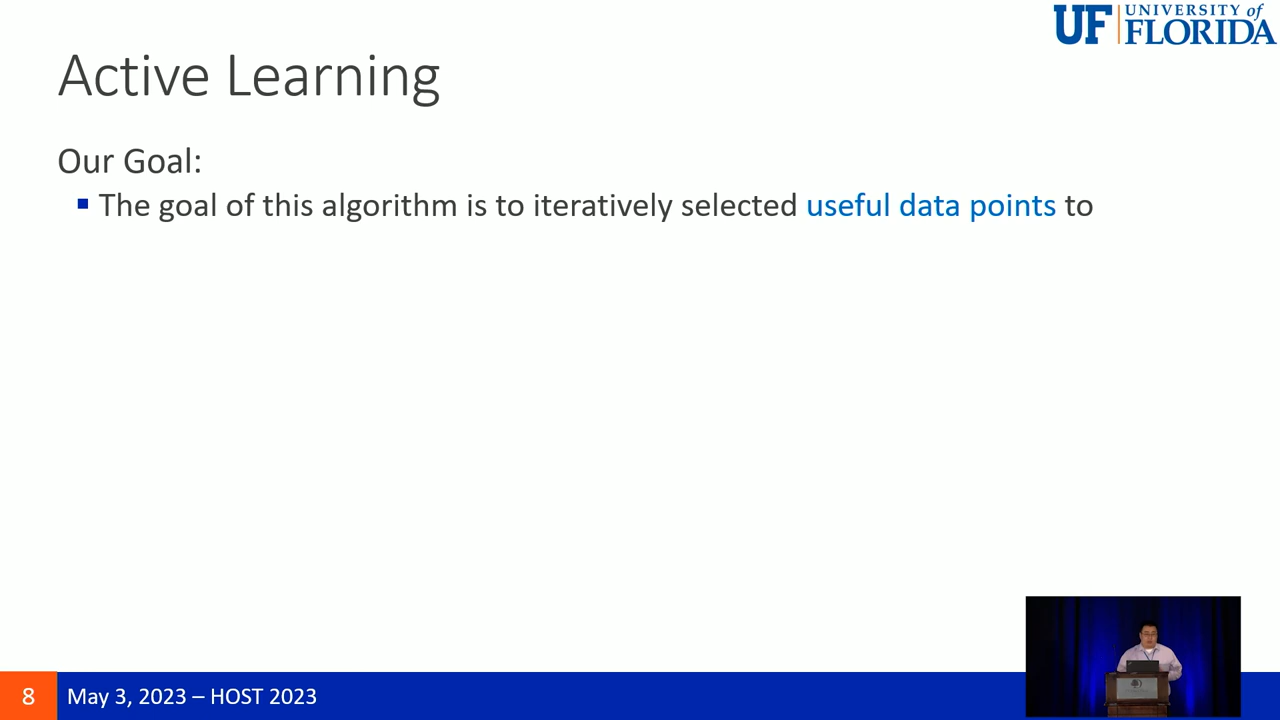 UF UNIVERSITY of
FLORIDA
Active Learning
Our Goal:
The goal of this algorithm is to iteratively selected useful data points to
8 May 3, 2023 – HOST 2023